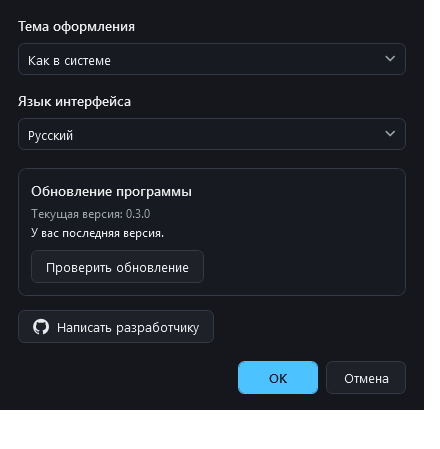 Тема оформления
Как в системе
Язык интерфейса
Русский
Обновление программы
Текущая версия: 0.3.0
У вас последняя версия.
Проверить обновление
Написать разработчику
ОК
Отмена